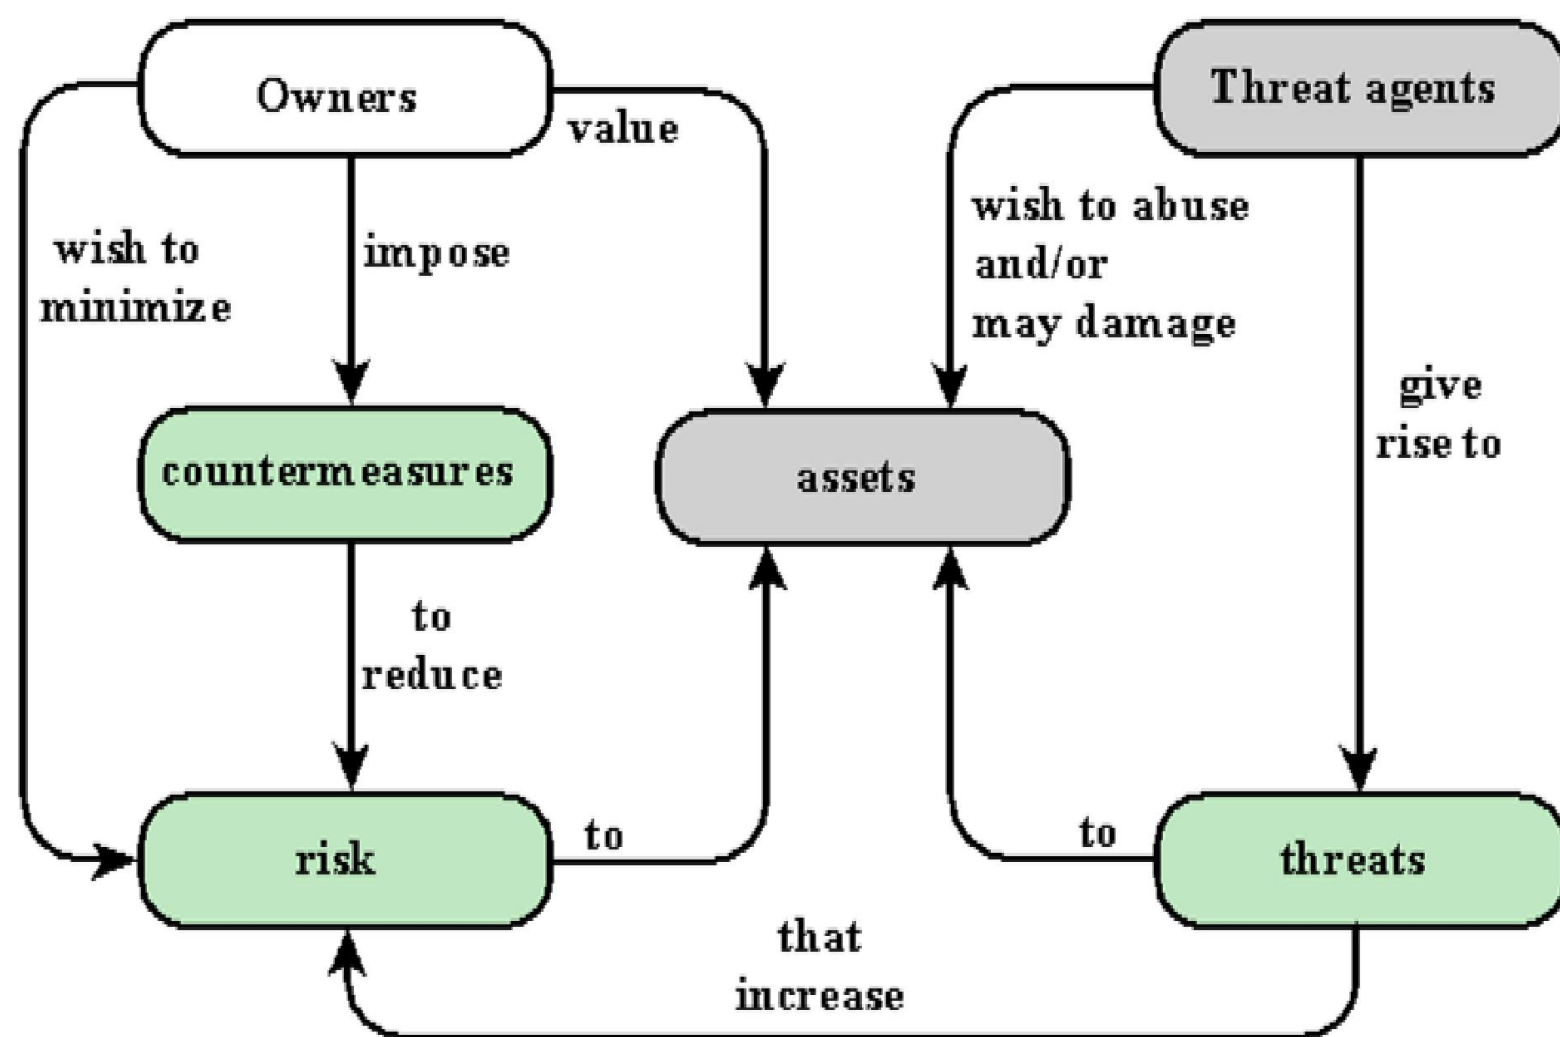 Owners
Threat agents
value
wish to
minimize
impose
wish to abuse
and/or
may damage
give
rise to
countermeasures
assets
to
reduce
risk
to
to
threats
that
increase